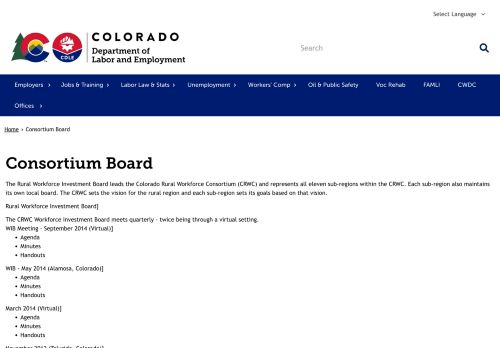 Select Language
COLORADO
Department of
Labor and Employment
CDLE
Search
Employers
Jobs & Training
Labor Law & Stats
Unemployment
Workers' Comp
Oil & Public Safety
Voc Rehab
FAMLI
CWDC
Offices
Home › Consortium Board
Consortium Board
The Rural Workforce Investment Board leads the Colorado Rural Workforce Consortium (CRWC) and represents all eleven sub-regions within the CRWC. Each sub-region also maintains
its own local board. The CRWC sets the vision for the rural region and each sub-region sets its goals based on that vision.
Rural Workforce Investment Board]
The CRWC Workforce Investment Board meets quarterly - twice being through a virtual setting.
WIB Meeting - September 2014 (Virtual)]
• Agenda
• Minutes
• Handouts
WIB - May 2014 (Alamosa, Colorado)]
• Agenda
• Minutes
• Handouts
March 2014 (Virtual)]
• Agenda
• Minutes
• Handouts